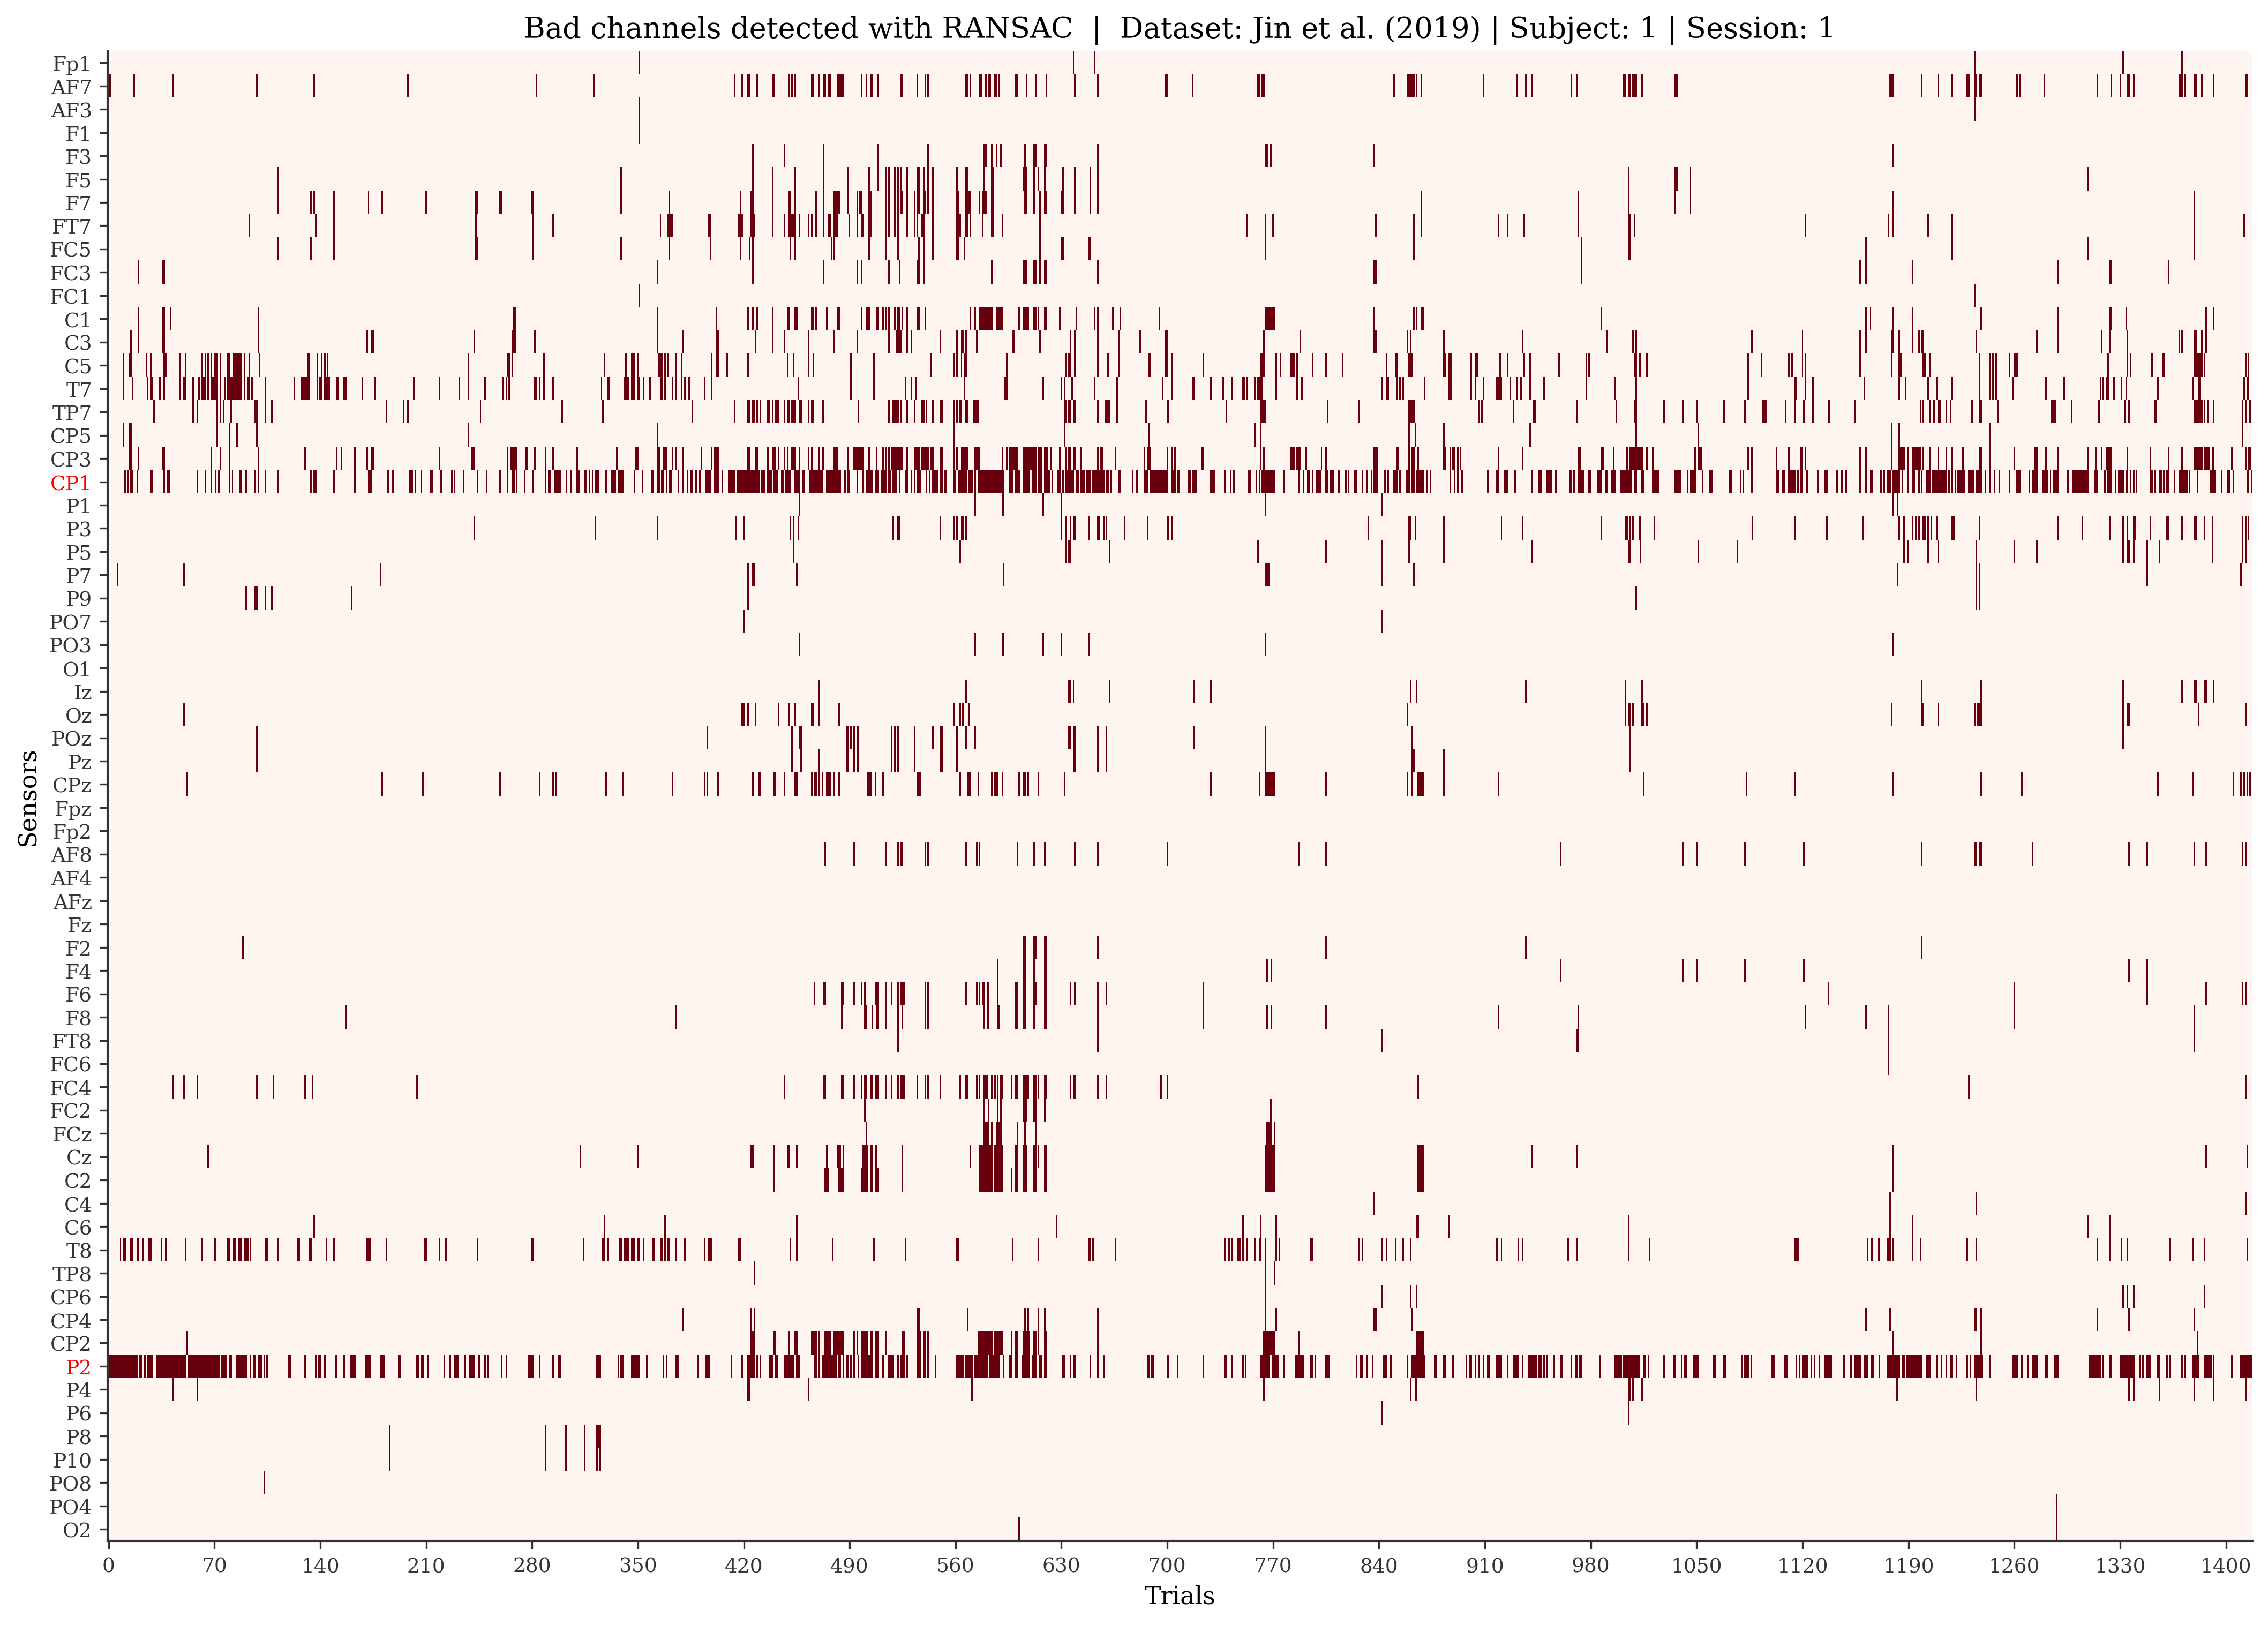 Bad channels detected with RANSAC | Dataset: Jin et al. (2019) | Subject: 1 | Session: 1
Sensors
Fp1
AF7
AF3
F1
F3
F5
F7
FT7
FC5
FC3
FC1
C1
C3
C5
T7
TP7
CP5
CP3
CP1
P1
P3
P5
P7
P9
PO7
PO3
O1
Iz
Oz
POz
Pz
CPz
Fpz
Fp2
AF8
AF4
AFz
Fz
F2
F4
F6
F8
FT8
FC6
FC4
FC2
FCz
Cz
C2
C4
C6
T8
TP8
CP6
CP4
CP2
P2
P4
P6
P8
P10
PO8
PO4
O2
0 70 140 210 280 350 420 490 560 630 700 770 840 910 980 1050 1120 1190 1260 1330 1400
Trials